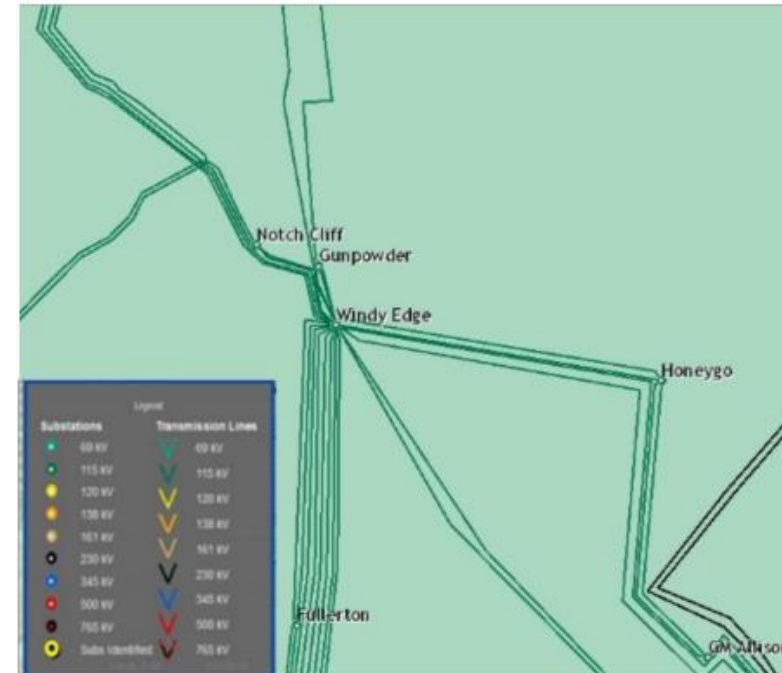 Notch Cliff
Gunpowder
Windy Edge
Honeygo
Legend
Substations Transmission Lines
69 kV 69 kV
115 kV 115 kV
120 kV 120 kV
138 kV 138 kV
161 kV 161 kV
230 kV 230 kV
345 kV 345 kV
500 kV 500 kV
765 kV 765 kV
Subs Identified
Fullerton
GM Allison